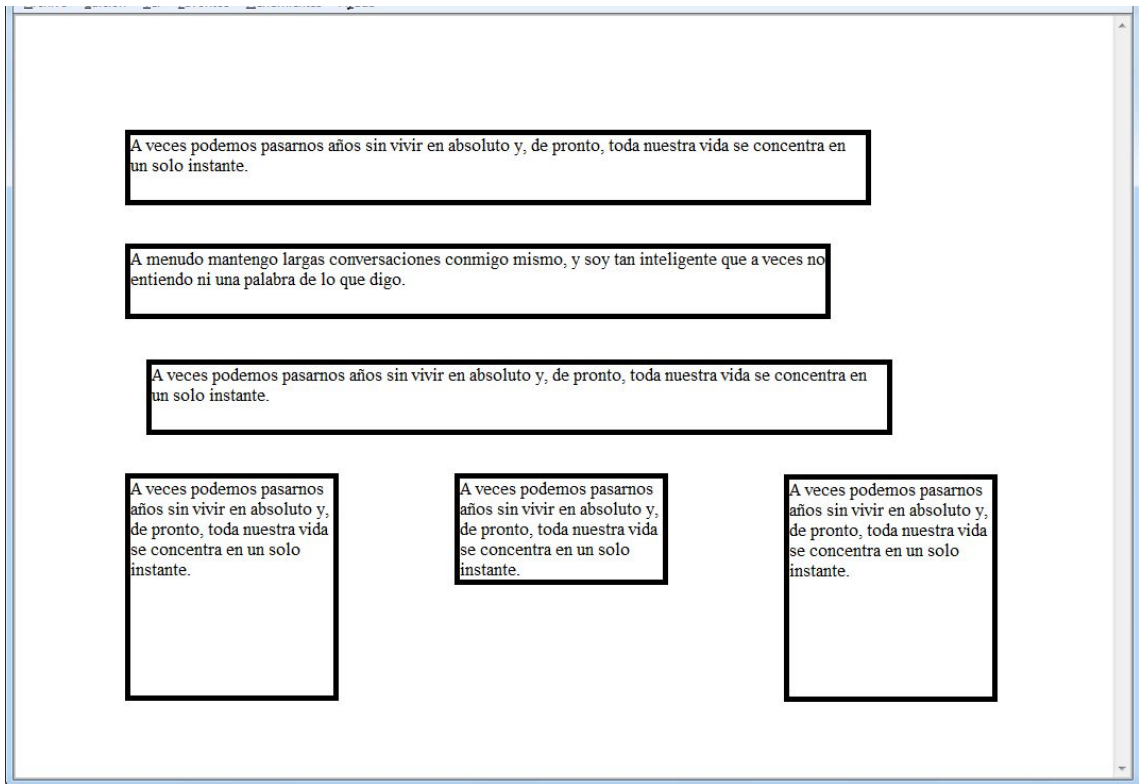 A veces podemos pasarnos años sin vivir en absoluto y, de pronto, toda nuestra vida se concentra en
un solo instante.
A menudo mantengo largas conversaciones conmigo mismo, y soy tan inteligente que a veces no
entiendo ni una palabra de lo que digo.
A veces podemos pasarnos años sin vivir en absoluto y, de pronto, toda nuestra vida se concentra en
un solo instante.
A veces podemos pasarnos
años sin vivir en absoluto y,
de pronto, toda nuestra vida
se concentra en un solo
instante.
A veces podemos pasarnos
años sin vivir en absoluto y,
de pronto, toda nuestra vida
se concentra en un solo
instante.
A veces podemos pasarnos
años sin vivir en absoluto y,
de pronto, toda nuestra vida
se concentra en un solo
instante.